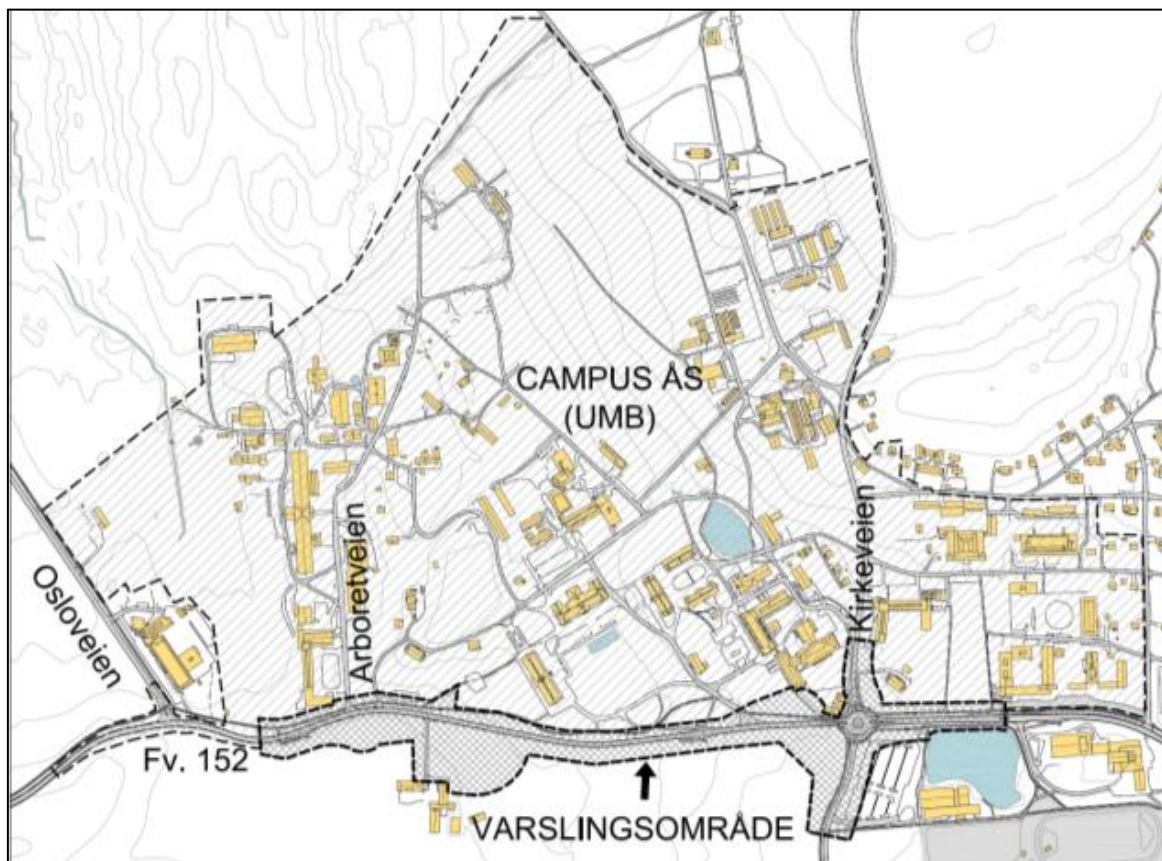 CAMPUS ÅS
(UMB)
Kirkeveien
Arboretveien
Osloveien
Fv. 152
VARSLINGSOMRÅDE